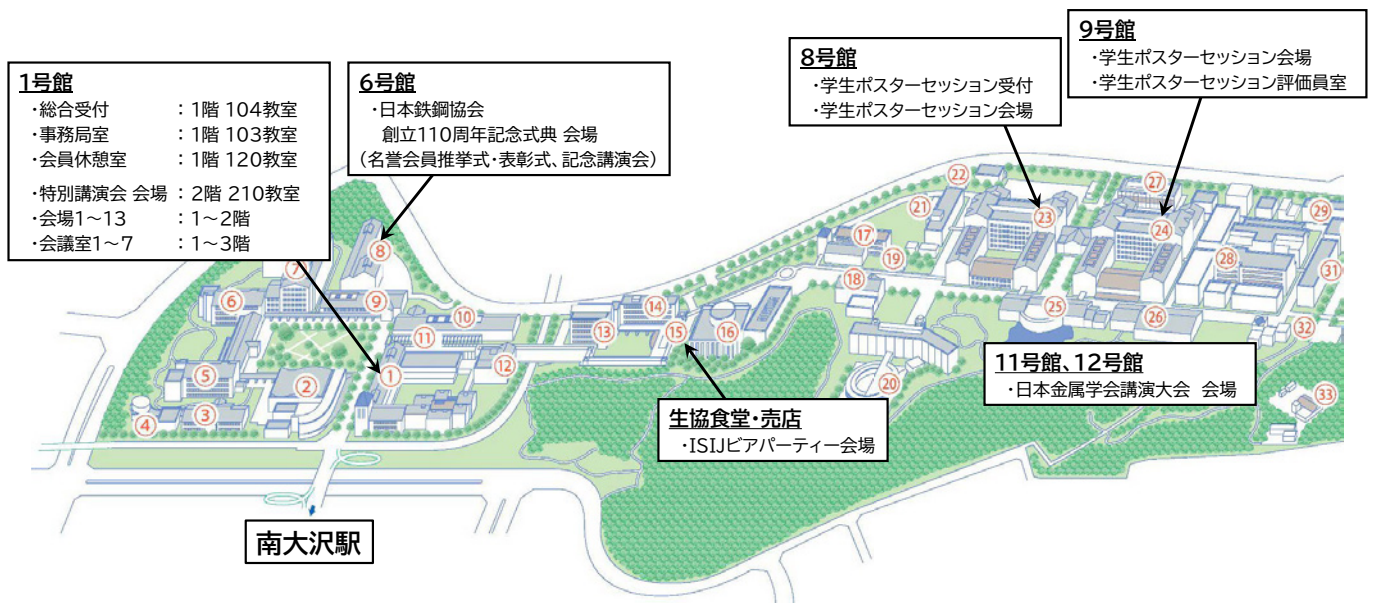 1号館
・総合受付 : 1階 104教室
・事務局室 : 1階 103教室
・会員休憩室 : 1階 120教室
・特別講演会 会場 : 2階 210教室
・会場1~13 : 1~2階
・会議室1~7 : 1~3階
6号館
・日本鉄鋼協会
創立110周年記念式典 会場
(名誉会員推挙式・表彰式、記念講演会)
8号館
・学生ポスターセッション受付
・学生ポスターセッション会場
9号館
・学生ポスターセッション会場
・学生ポスターセッション評価員室
11号館、12号館
・日本金属学会講演大会 会場
生協食堂・売店
・ISIJビアパーティー会場
南大沢駅
①
②
③
④
⑤
⑥
⑦
⑧
⑨
⑩
⑪
⑫
⑬
⑭
⑮
⑯
⑰
⑱
⑲
⑳
㉑
㉒
㉓
㉔
㉕
㉖
㉗
㉘
㉙
㉛
㉜
㉝